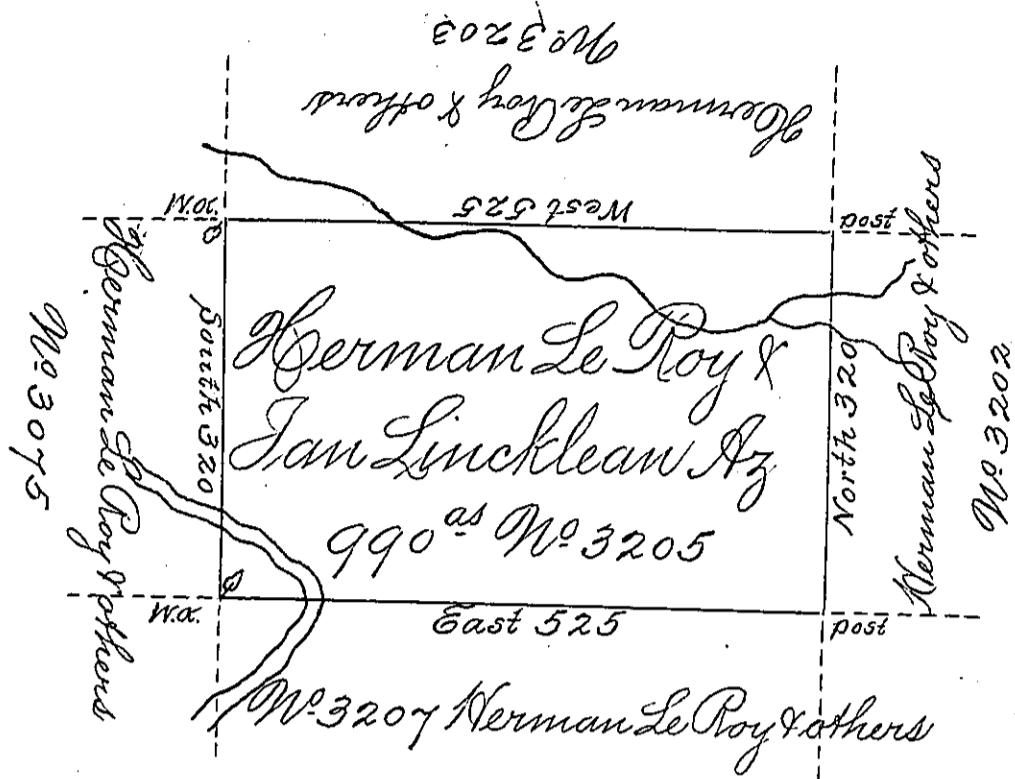 No. 3203
Herman Le Roy & others
West 525
post
Herman Le Roy & others
No. 3075
South 320
Herman Le Roy &
Jan Lincklean Az
990 as No. 3205
North 320
Herman Le Roy & others
No. 3202
W.O.
East 525
post
No. 3207 Herman Le Roy & others